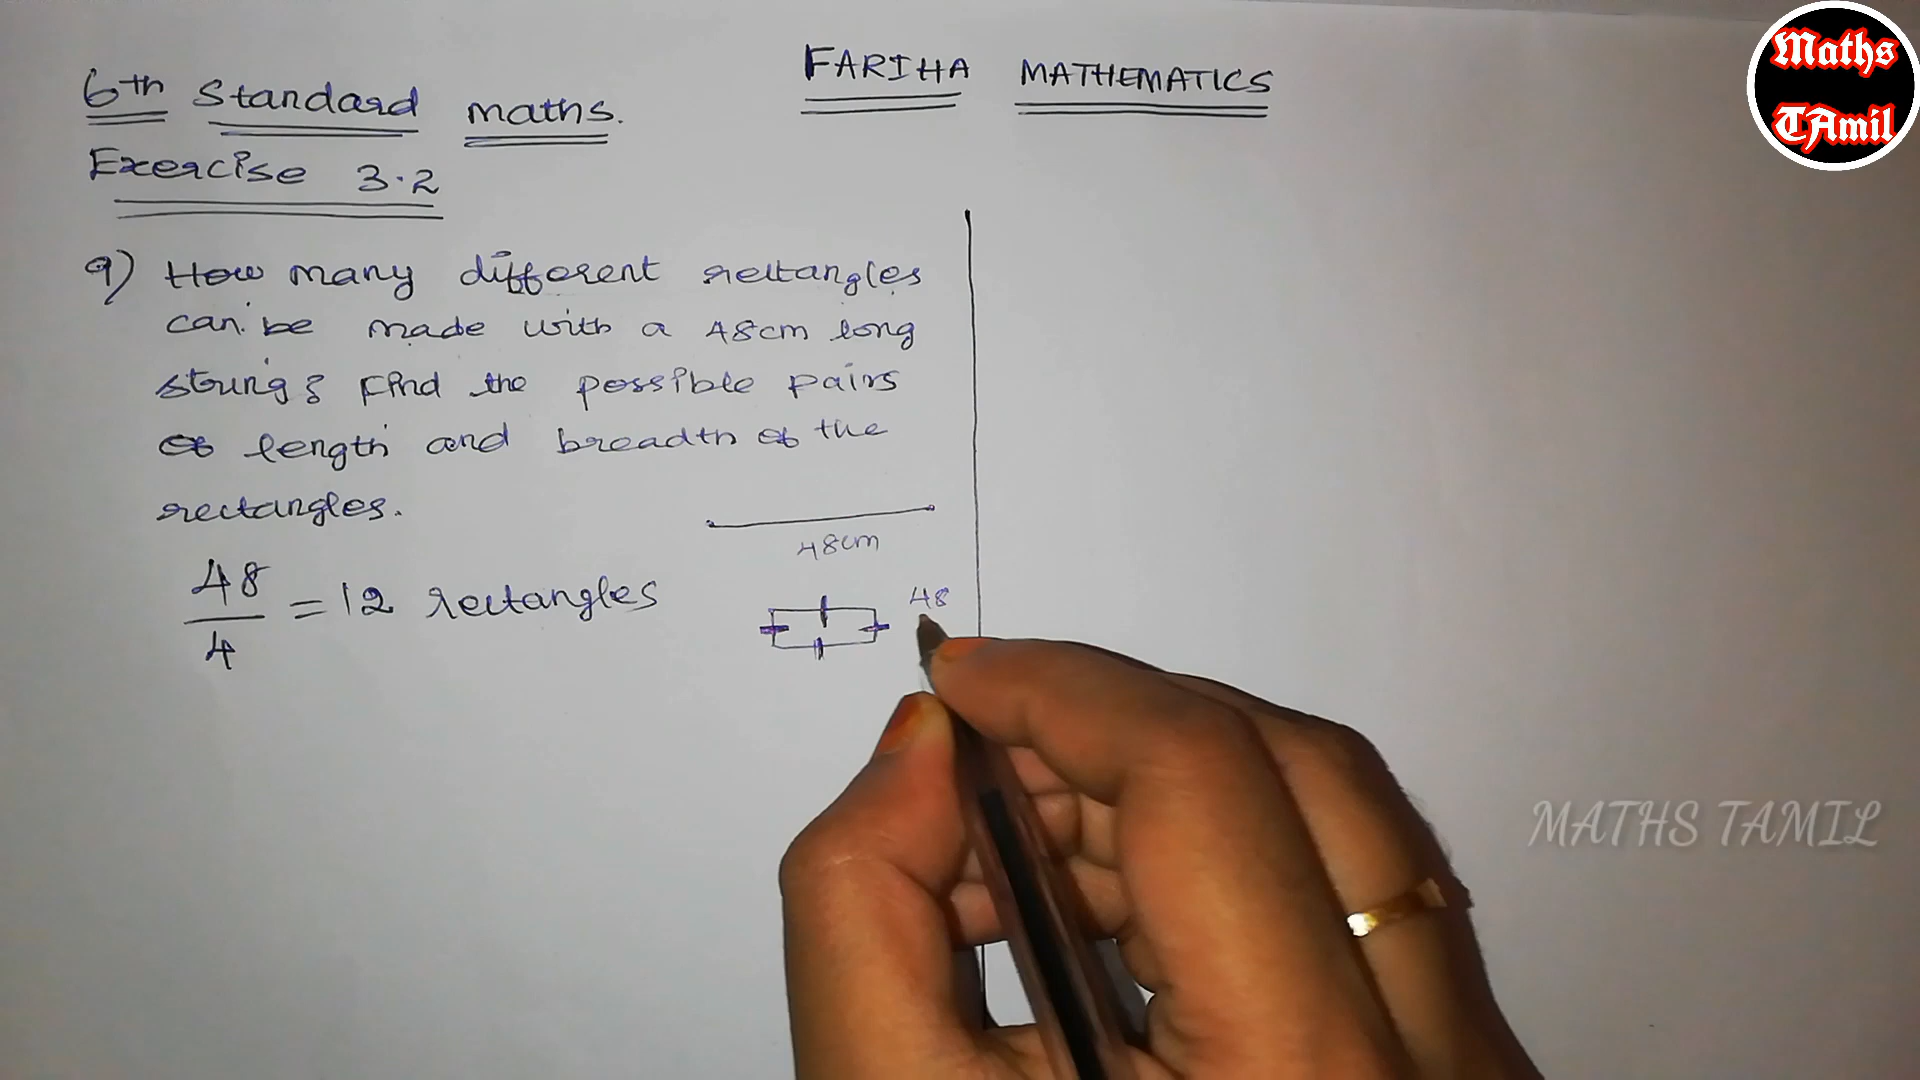 FARIHA MATHEMATICS
6th Standard maths.
Exercise 3.2
9) How many different rectangles
can be made with a 48cm long
string? Find the possible pairs
of length and breadth of the
rectangles.
48cm
48/4 = 12 rectangles
48
Maths
TAmil
MATHS TAMIL